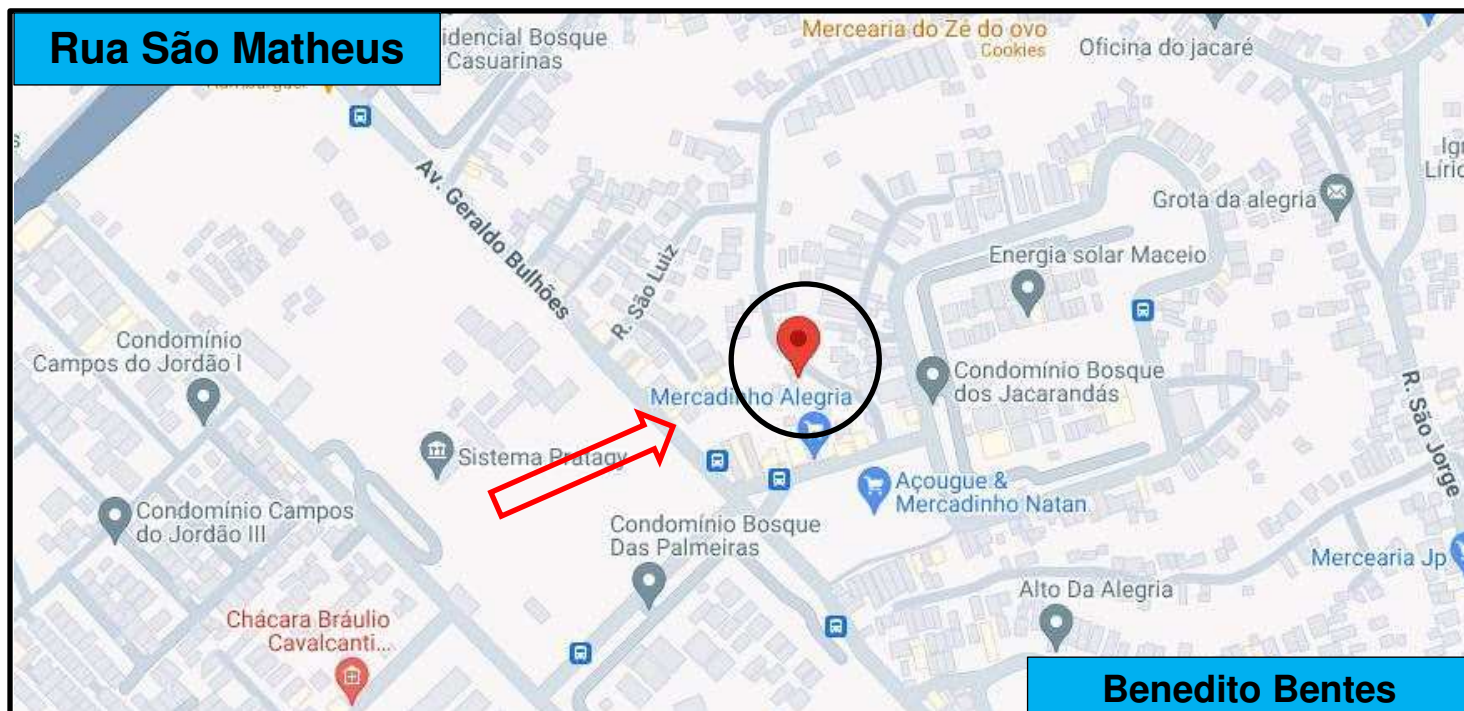 Rua São Matheus
idencial Bosque
Casuarinas
Mercearia do Zé do ovo
Cookies
Oficina do jacaré
s
Av. Geraldo Bulhões
R. São Luiz
Igr
Lírio
Grota da alegria
Energia solar Maceio
Condomínio
Campos do Jordão I
Mercadinho Alegria
Condomínio Bosque
dos Jacarandás
R. São Jorge
Sistema Pratagy
Açougue &
Mercadinho Natan
Condomínio Campos
do Jordão III
Condomínio Bosque
Das Palmeiras
Mercearia Jp
Alto Da Alegria
Chácara Bráulio
Cavalcanti...
Benedito Bentes